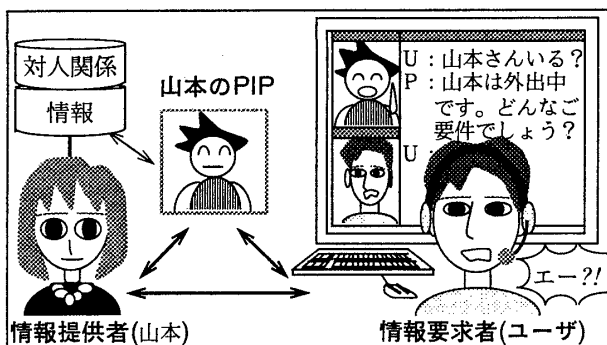 対人関係
情報
山本のPIP
U：山本さんいる？
P：山本は外出中
です。どんなご
要件でしょう？
U：
エー?!
情報提供者(山本)
情報要求者(ユーザ)